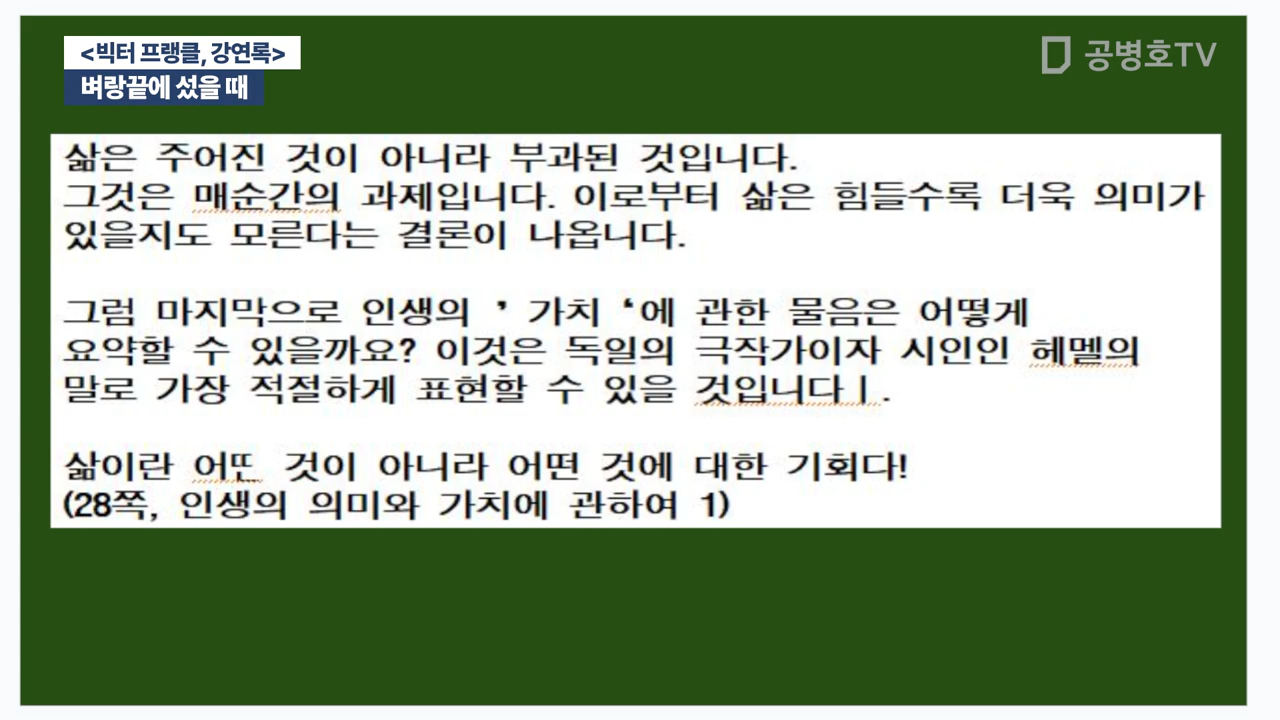 <빅터 프랭클, 강연록>
벼랑끝에 섰을 때
공병호TV
삶은 주어진 것이 아니라 부과된 것입니다.
그것은 매순간의 과제입니다. 이로부터 삶은 힘들수록 더욱 의미가
있을지도 모른다는 결론이 나옵니다.
그럼 마지막으로 인생의 ’ 가치 ‘에 관한 물음은 어떻게
요약할 수 있을까요? 이것은 독일의 극작가이자 시인인 헤멜의
말로 가장 적절하게 표현할 수 있을 것입니다ㅣ.
삶이란 어또 것이 아니라 어떤 것에 대한 기회다!
(28쪽, 인생의 의미와 가치에 관하여 1)